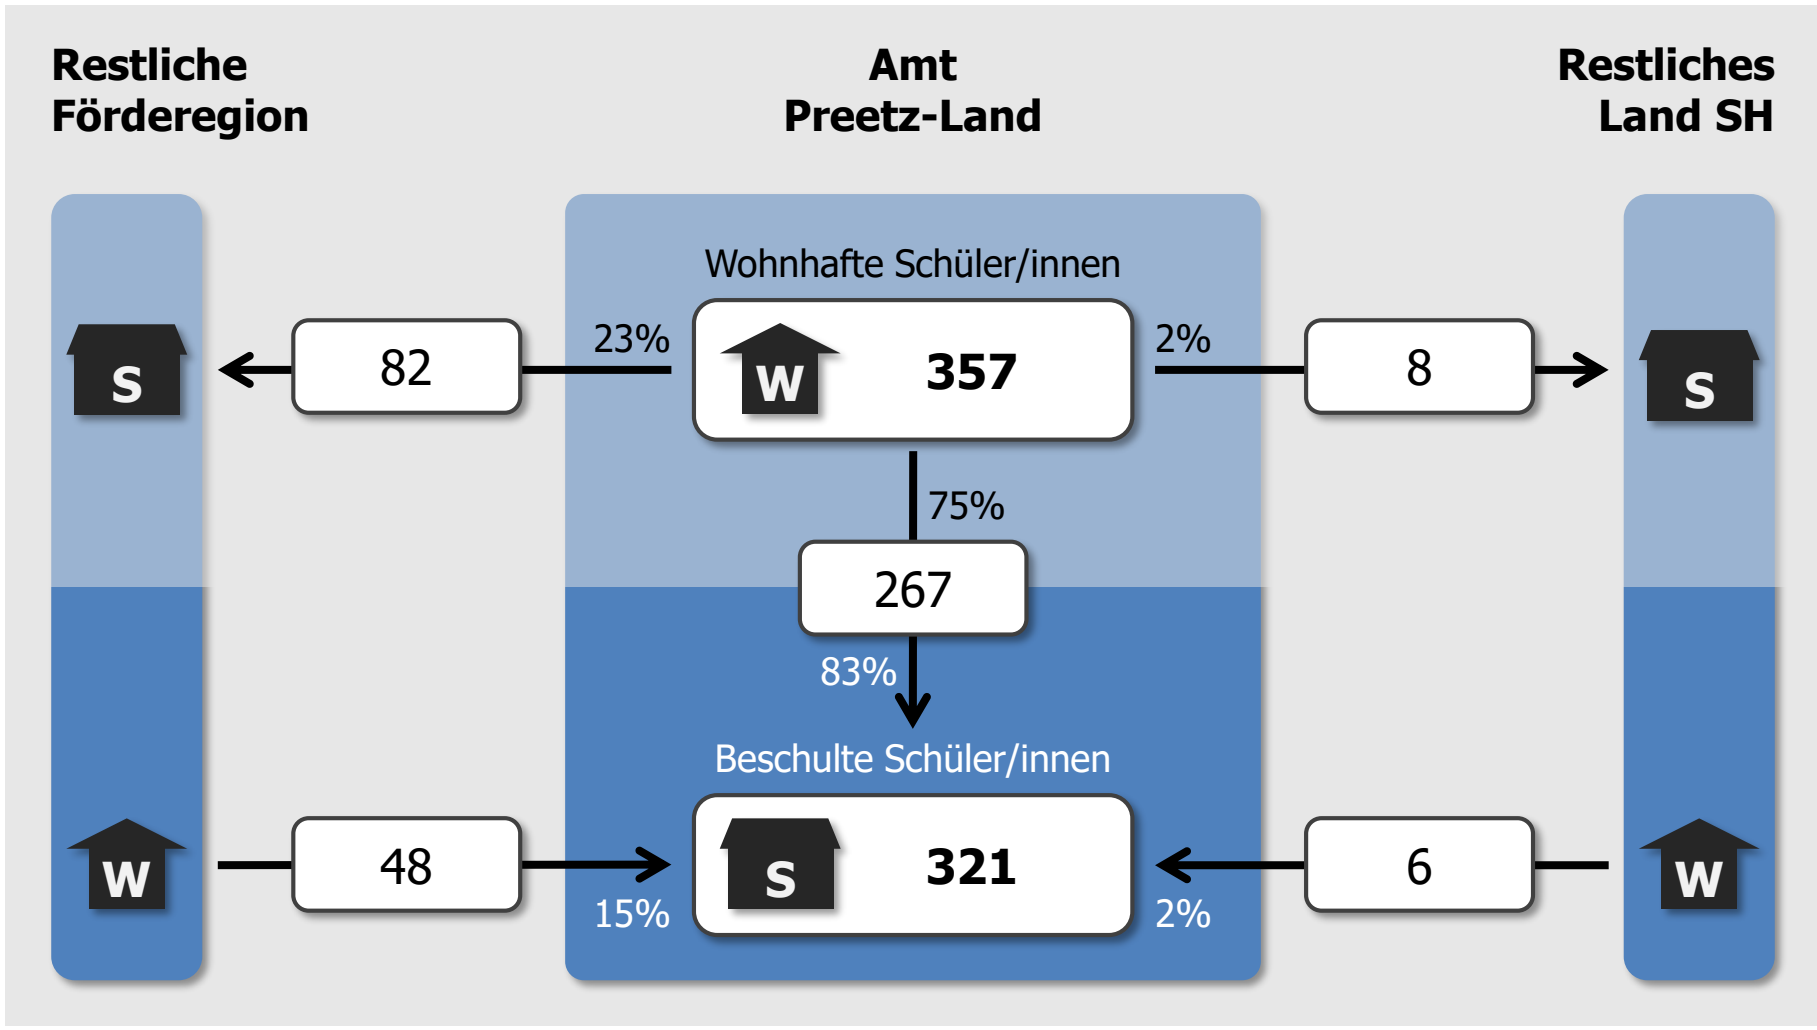 Restliche
Förderegion
Amt
Preetz-Land
Restliches
Land SH
Wohnhafte Schüler/innen
S
82
23%
W
357
2%
8
S
75%
267
83%
Beschulte Schüler/innen
W
48
15%
S
321
2%
6
W